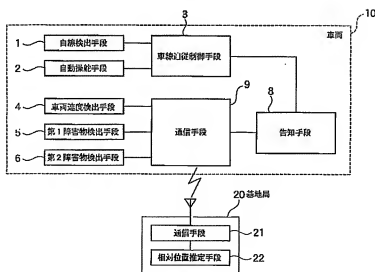 3
10
車両
1
白線検出手段
車線追従制御手段
2
自動操舵手段
9
8
4
車両速度検出手段
5
第1障害物検出手段
通信手段
告知手段
6
第2障害物検出手段
20
基地局
通信手段
21
相対位置推定手段
22